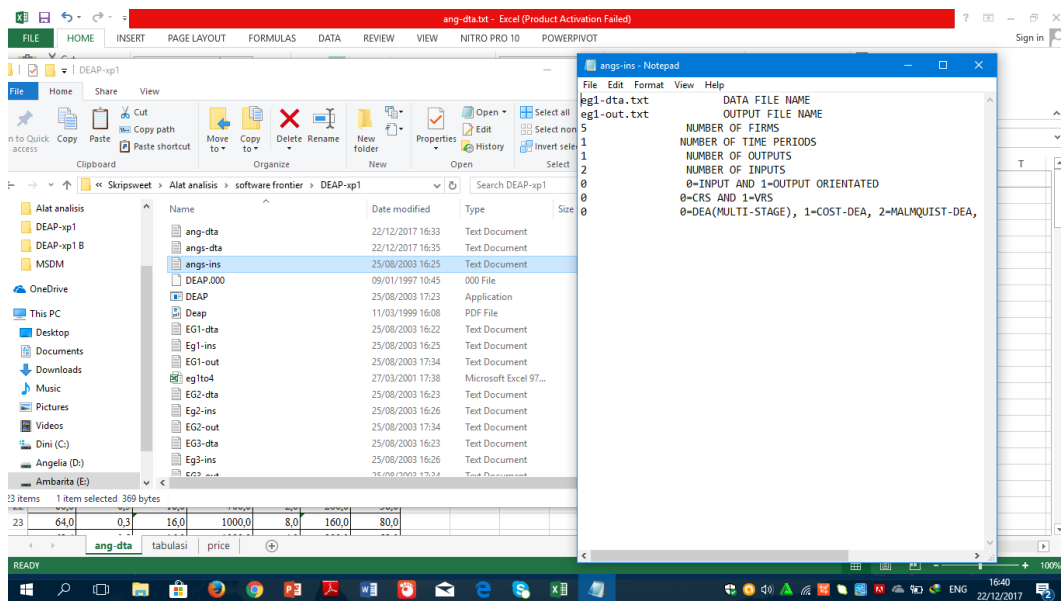 ang-dta.txt - Excel (Product Activation Failed)
FILE HOME INSERT PAGE LAYOUT FORMULAS DATA REVIEW VIEW NITRO PRO 10 POWERPIVOT Sign in
DEAP-xp1
File Home Share View
Quick access
Copy
Paste
Cut
Copy path
Paste shortcut
Move to
Copy to
Delete
Rename
New folder
Properties
Open
Edit
History
Select all
Select non
Invert sele
Clipboard Organize New Open Select
« Skripsweet > Alat analisis > software frontier > DEAP-xp1
Search DEAP-xp1
Alat analisis
DEAP-xp1
DEAP-xp1 B
MSDM
OneDrive
This PC
Desktop
Documents
Downloads
Music
Pictures
Videos
Dini (C:)
Angelia (D:)
Ambarita (E:)
Name Date modified Type Size
ang-dta 22/12/2017 16:33 Text Document
angs-dta 22/12/2017 16:35 Text Document
angs-ins 25/08/2003 16:25 Text Document
DEAP.000 09/01/1997 10:45 000 File
DEAP 25/08/2003 17:23 Application
Deap 11/03/1999 16:08 PDF File
EG1-dta 25/08/2003 16:22 Text Document
Eg1-ins 25/08/2003 16:25 Text Document
EG1-out 25/08/2003 17:34 Text Document
eg1to4 27/03/2001 17:38 Microsoft Excel 97...
EG2-dta 25/08/2003 16:23 Text Document
Eg2-ins 25/08/2003 16:26 Text Document
EG2-out 25/08/2003 17:34 Text Document
EG3-dta 25/08/2003 16:23 Text Document
Eg3-ins 25/08/2003 16:26 Text Document
EG3-out 25/08/2003 17:34 Text Document
23 items 1 item selected 369 bytes
angs-ins - Notepad
File Edit Format View Help
eg1-dta.txt DATA FILE NAME
eg1-out.txt OUTPUT FILE NAME
5 NUMBER OF FIRMS
1 NUMBER OF TIME PERIODS
1 NUMBER OF OUTPUTS
2 NUMBER OF INPUTS
0 0=INPUT AND 1=OUTPUT ORIENTATED
0 0=CRS AND 1=VRS
0 0=DEA(MULTI-STAGE), 1=COST-DEA, 2=MALMQUIST-DEA,
T
23 64,0 0,3 16,0 1000,0 8,0 160,0 80,0
ang-dta tabulasi price
READY 100%
ENG 16:40
22/12/2017